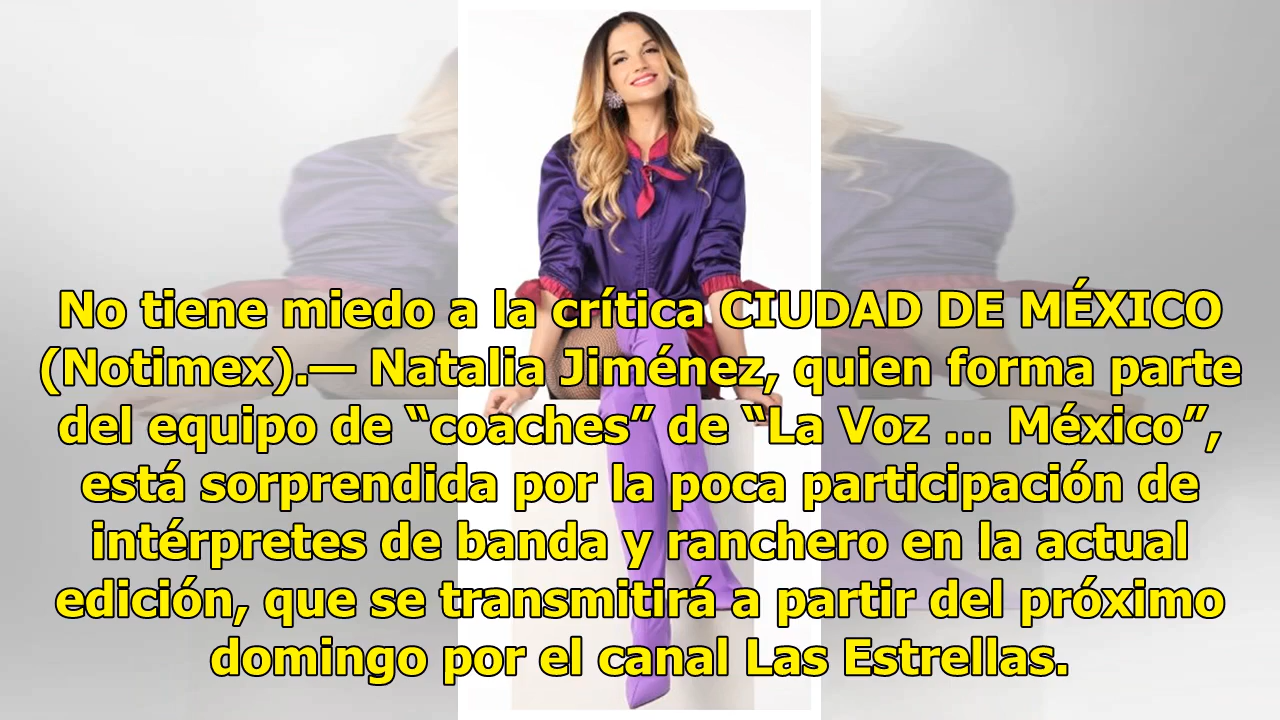 No tiene miedo a la crítica CIUDAD DE MÉXICO
(Notimex).— Natalia Jiménez, quien forma parte
del equipo de “coaches” de “La Voz ... México”,
está sorprendida por la poca participación de
intérpretes de banda y ranchero en la actual
edición, que se transmitirá a partir del próximo
domingo por el canal Las Estrellas.